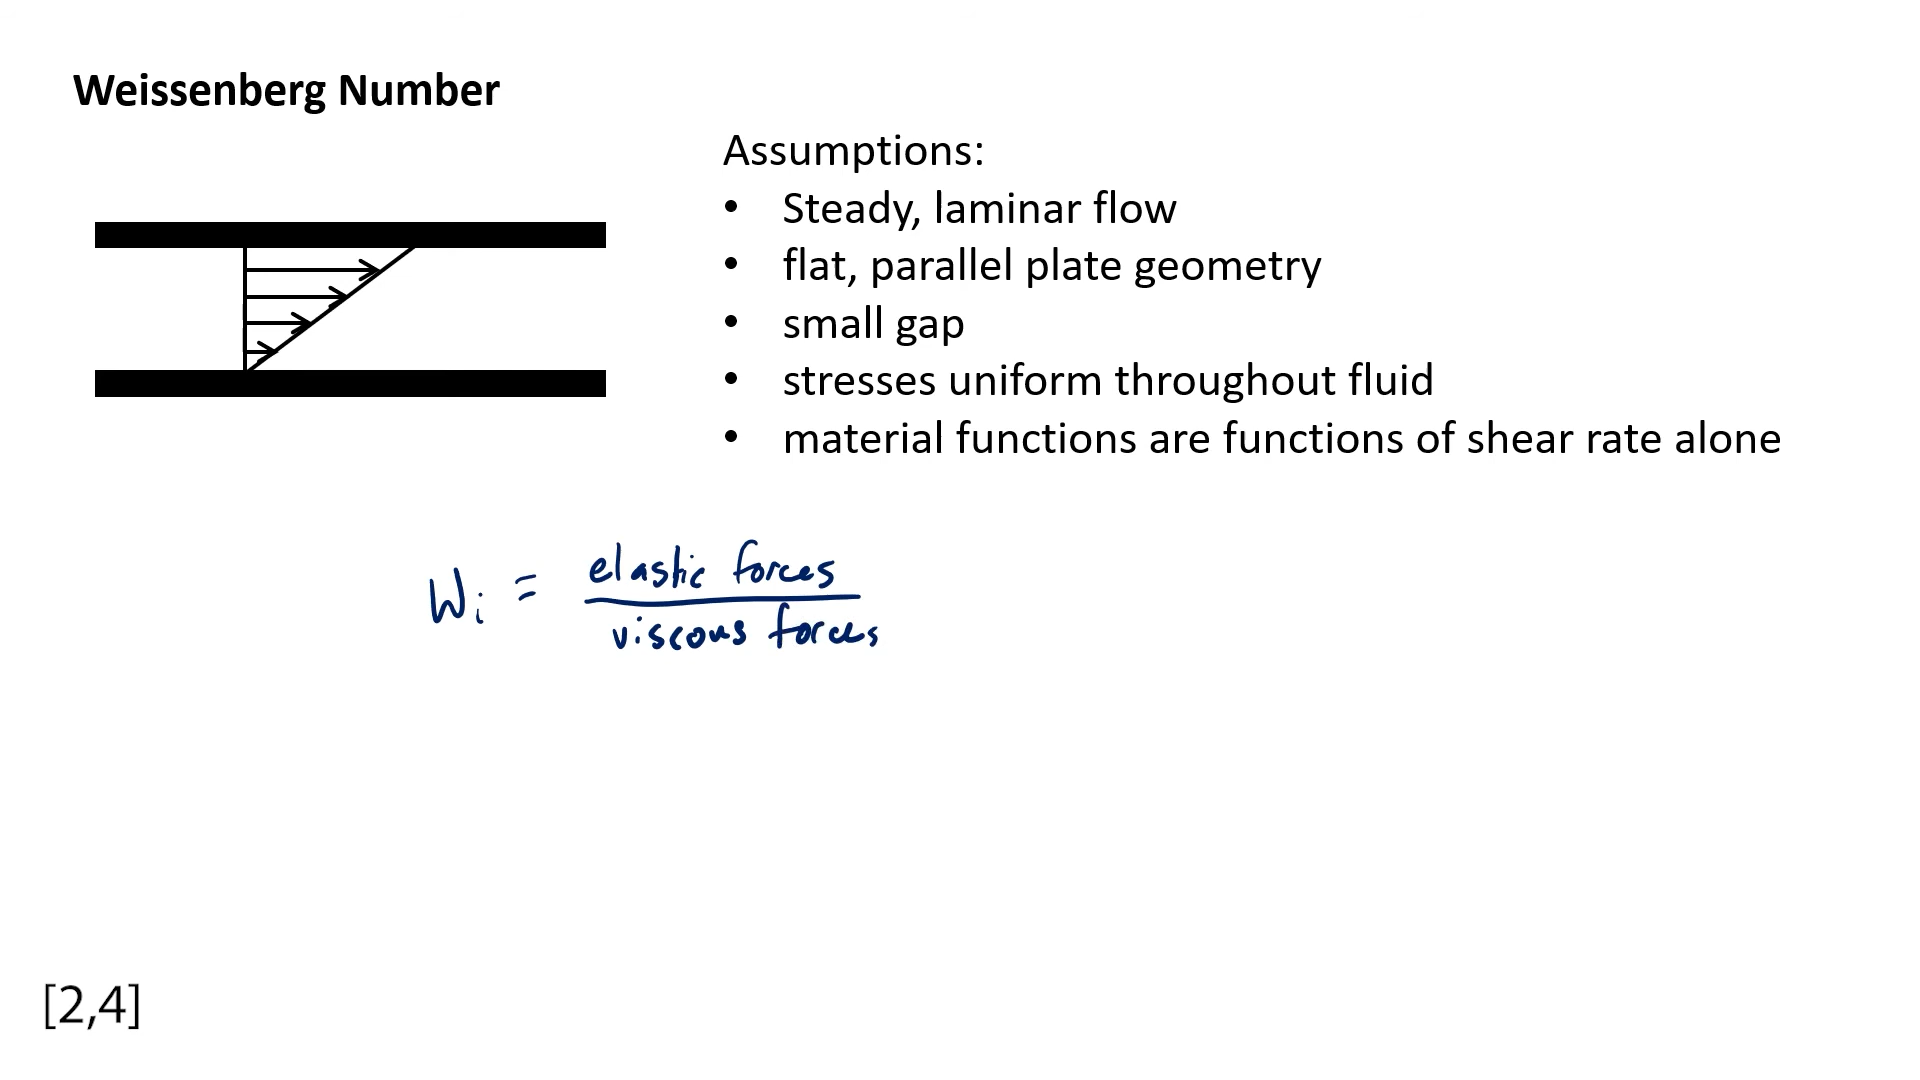 Weissenberg Number
Assumptions:
• Steady, laminar flow
• flat, parallel plate geometry
• small gap
• stresses uniform throughout fluid
• material functions are functions of shear rate alone
Wi = elastic forces
viscous forces
[2,4]